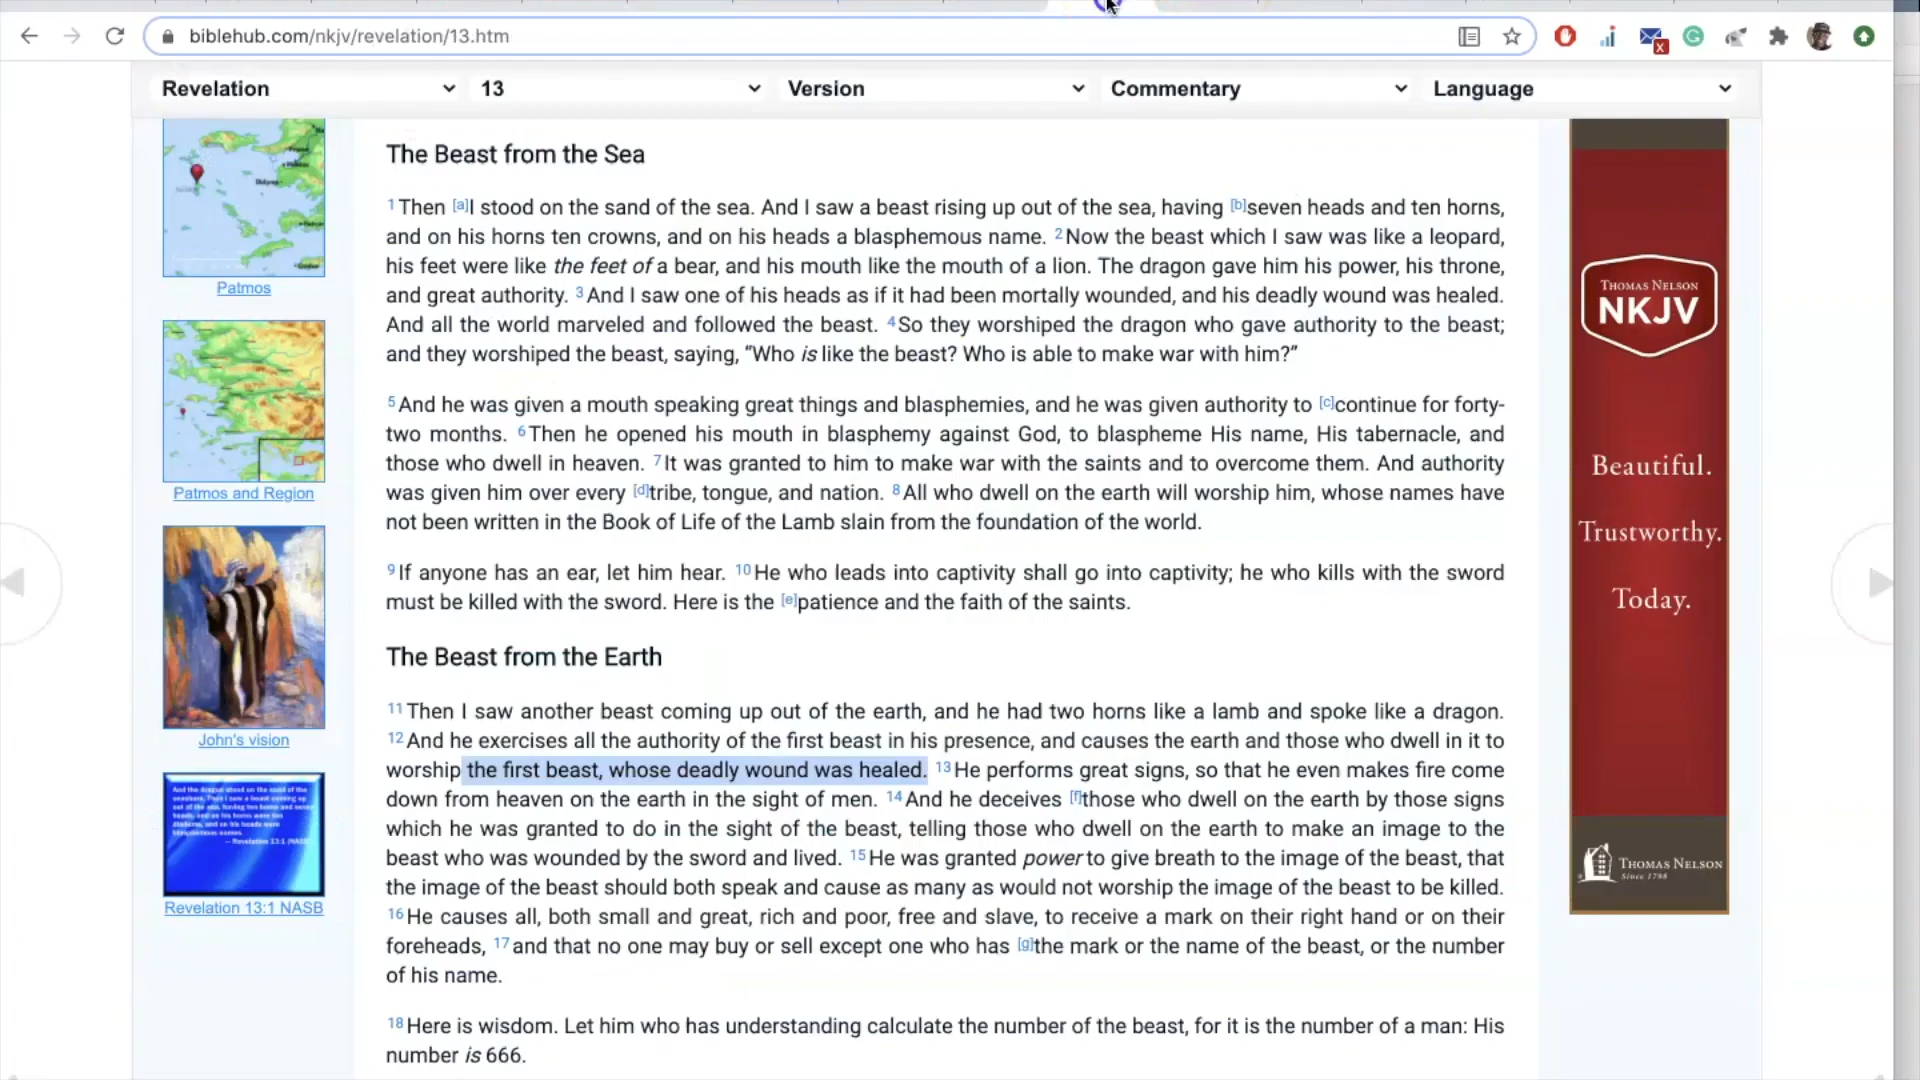 biblehub.com/nkjv/revelation/13.htm
x
Revelation
13
Version
Commentary
Language
Patmos
Patmos and Region
John's vision
And the dragon stood on the sand of the
— Revelation 13:1 (NASB)
Revelation 13:1 NASB
The Beast from the Sea
1 Then [a]I stood on the sand of the sea. And I saw a beast rising up out of the sea, having [b]seven heads and ten horns,
and on his horns ten crowns, and on his heads a blasphemous name. 2 Now the beast which I saw was like a leopard,
his feet were like the feet of a bear, and his mouth like the mouth of a lion. The dragon gave him his power, his throne,
and great authority. 3 And I saw one of his heads as if it had been mortally wounded, and his deadly wound was healed.
And all the world marveled and followed the beast. 4 So they worshiped the dragon who gave authority to the beast;
and they worshiped the beast, saying, “Who is like the beast? Who is able to make war with him?”
5 And he was given a mouth speaking great things and blasphemies, and he was given authority to [c]continue for forty-
two months. 6 Then he opened his mouth in blasphemy against God, to blaspheme His name, His tabernacle, and
those who dwell in heaven. 7 It was granted to him to make war with the saints and to overcome them. And authority
was given him over every [d]tribe, tongue, and nation. 8 All who dwell on the earth will worship him, whose names have
not been written in the Book of Life of the Lamb slain from the foundation of the world.
9 If anyone has an ear, let him hear. 10 He who leads into captivity shall go into captivity; he who kills with the sword
must be killed with the sword. Here is the [e]patience and the faith of the saints.
The Beast from the Earth
11 Then I saw another beast coming up out of the earth, and he had two horns like a lamb and spoke like a dragon.
12 And he exercises all the authority of the first beast in his presence, and causes the earth and those who dwell in it to
worship the first beast, whose deadly wound was healed. 13 He performs great signs, so that he even makes fire come
down from heaven on the earth in the sight of men. 14 And he deceives [f]those who dwell on the earth by those signs
which he was granted to do in the sight of the beast, telling those who dwell on the earth to make an image to the
beast who was wounded by the sword and lived. 15 He was granted power to give breath to the image of the beast, that
the image of the beast should both speak and cause as many as would not worship the image of the beast to be killed.
16 He causes all, both small and great, rich and poor, free and slave, to receive a mark on their right hand or on their
foreheads, 17 and that no one may buy or sell except one who has [g]the mark or the name of the beast, or the number
of his name.
18 Here is wisdom. Let him who has understanding calculate the number of the beast, for it is the number of a man: His
number is 666.
THOMAS NELSON
NKJV
Beautiful.
Trustworthy.
Today.
THOMAS NELSON
Since 1798